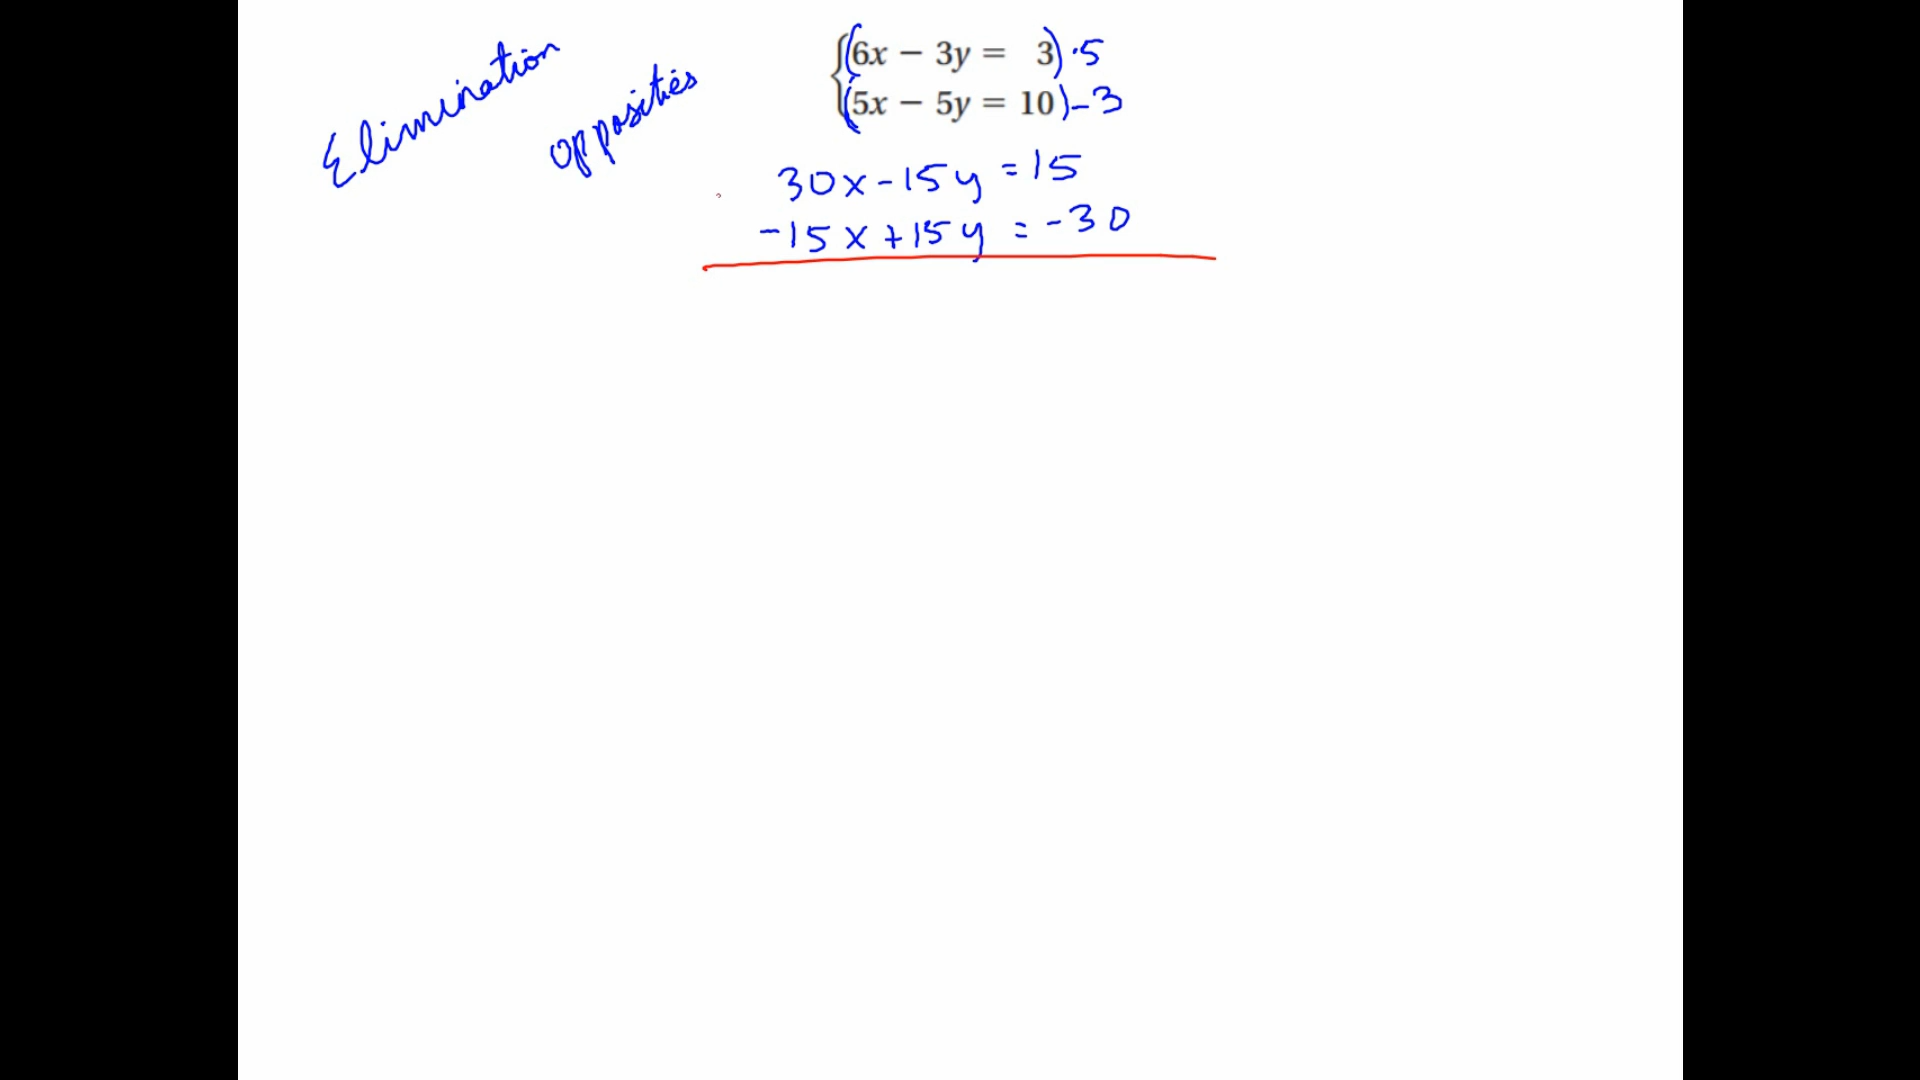 Elimination
opposites
(6x − 3y = 3) · 5
(5x − 5y = 10) - 3
30x - 15y = 15
-15x + 15y = -30